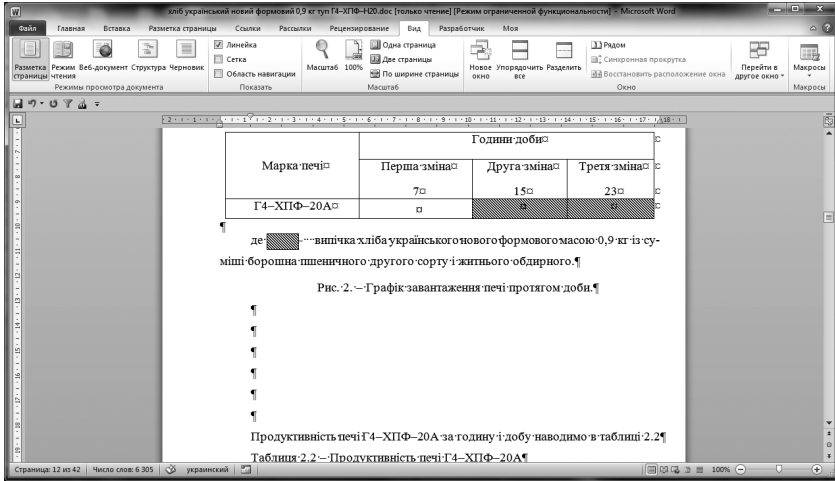 зліб український новий формовий 0,9 кг туп Г4–ХПФ–Н20.doc [только чтение] [Режим ограниченной функциональности] - Microsoft Word
Файл Главная Вставка Разметка страницы Ссылки Рассылки Рецензирование Вид Разработчик Моя
Разметка страницы
Режим чтения
Веб-документ
Структура
Черновик
Режимы просмотра документа
Линейка
Сетка
Область навигации
Показать
Масштаб
100%
Одна страница
Две страницы
По ширине страницы
Масштаб
Новое окно
Упорядочить все
Разделить
Рядом
Синхронная прокрутка
Восстановить расположение окна
Перейти в другое окно
Окно
Макросы
Макросы
Марка·печі¤
Години·доби¤
Перша·зміна¤ Друга·зміна¤ Третя·зміна¤
7¤ 15¤ 23¤
Г4–ХПФ–20А¤
¶
де· –····випічка·хліба·українського·нового·формового·масою·0,9·кг·із·су-
міші·борошна·пшеничного·другого·сорту·і·житнього·обдирного.¶
Рис.·2.·–·Графік·завантаження·печі·протягом·доби.¶
¶
¶
¶
¶
¶
¶
Продуктивність·печі·Г4–ХПФ–20А·за·годину·і·добу·наводимо·в·таблиці·2.2¶
Таблиця·2.2·–·Продуктивність·печі·Г4–ХПФ–20А¶
Страница: 12 из 42 Число слов: 6 305 украинский 100%